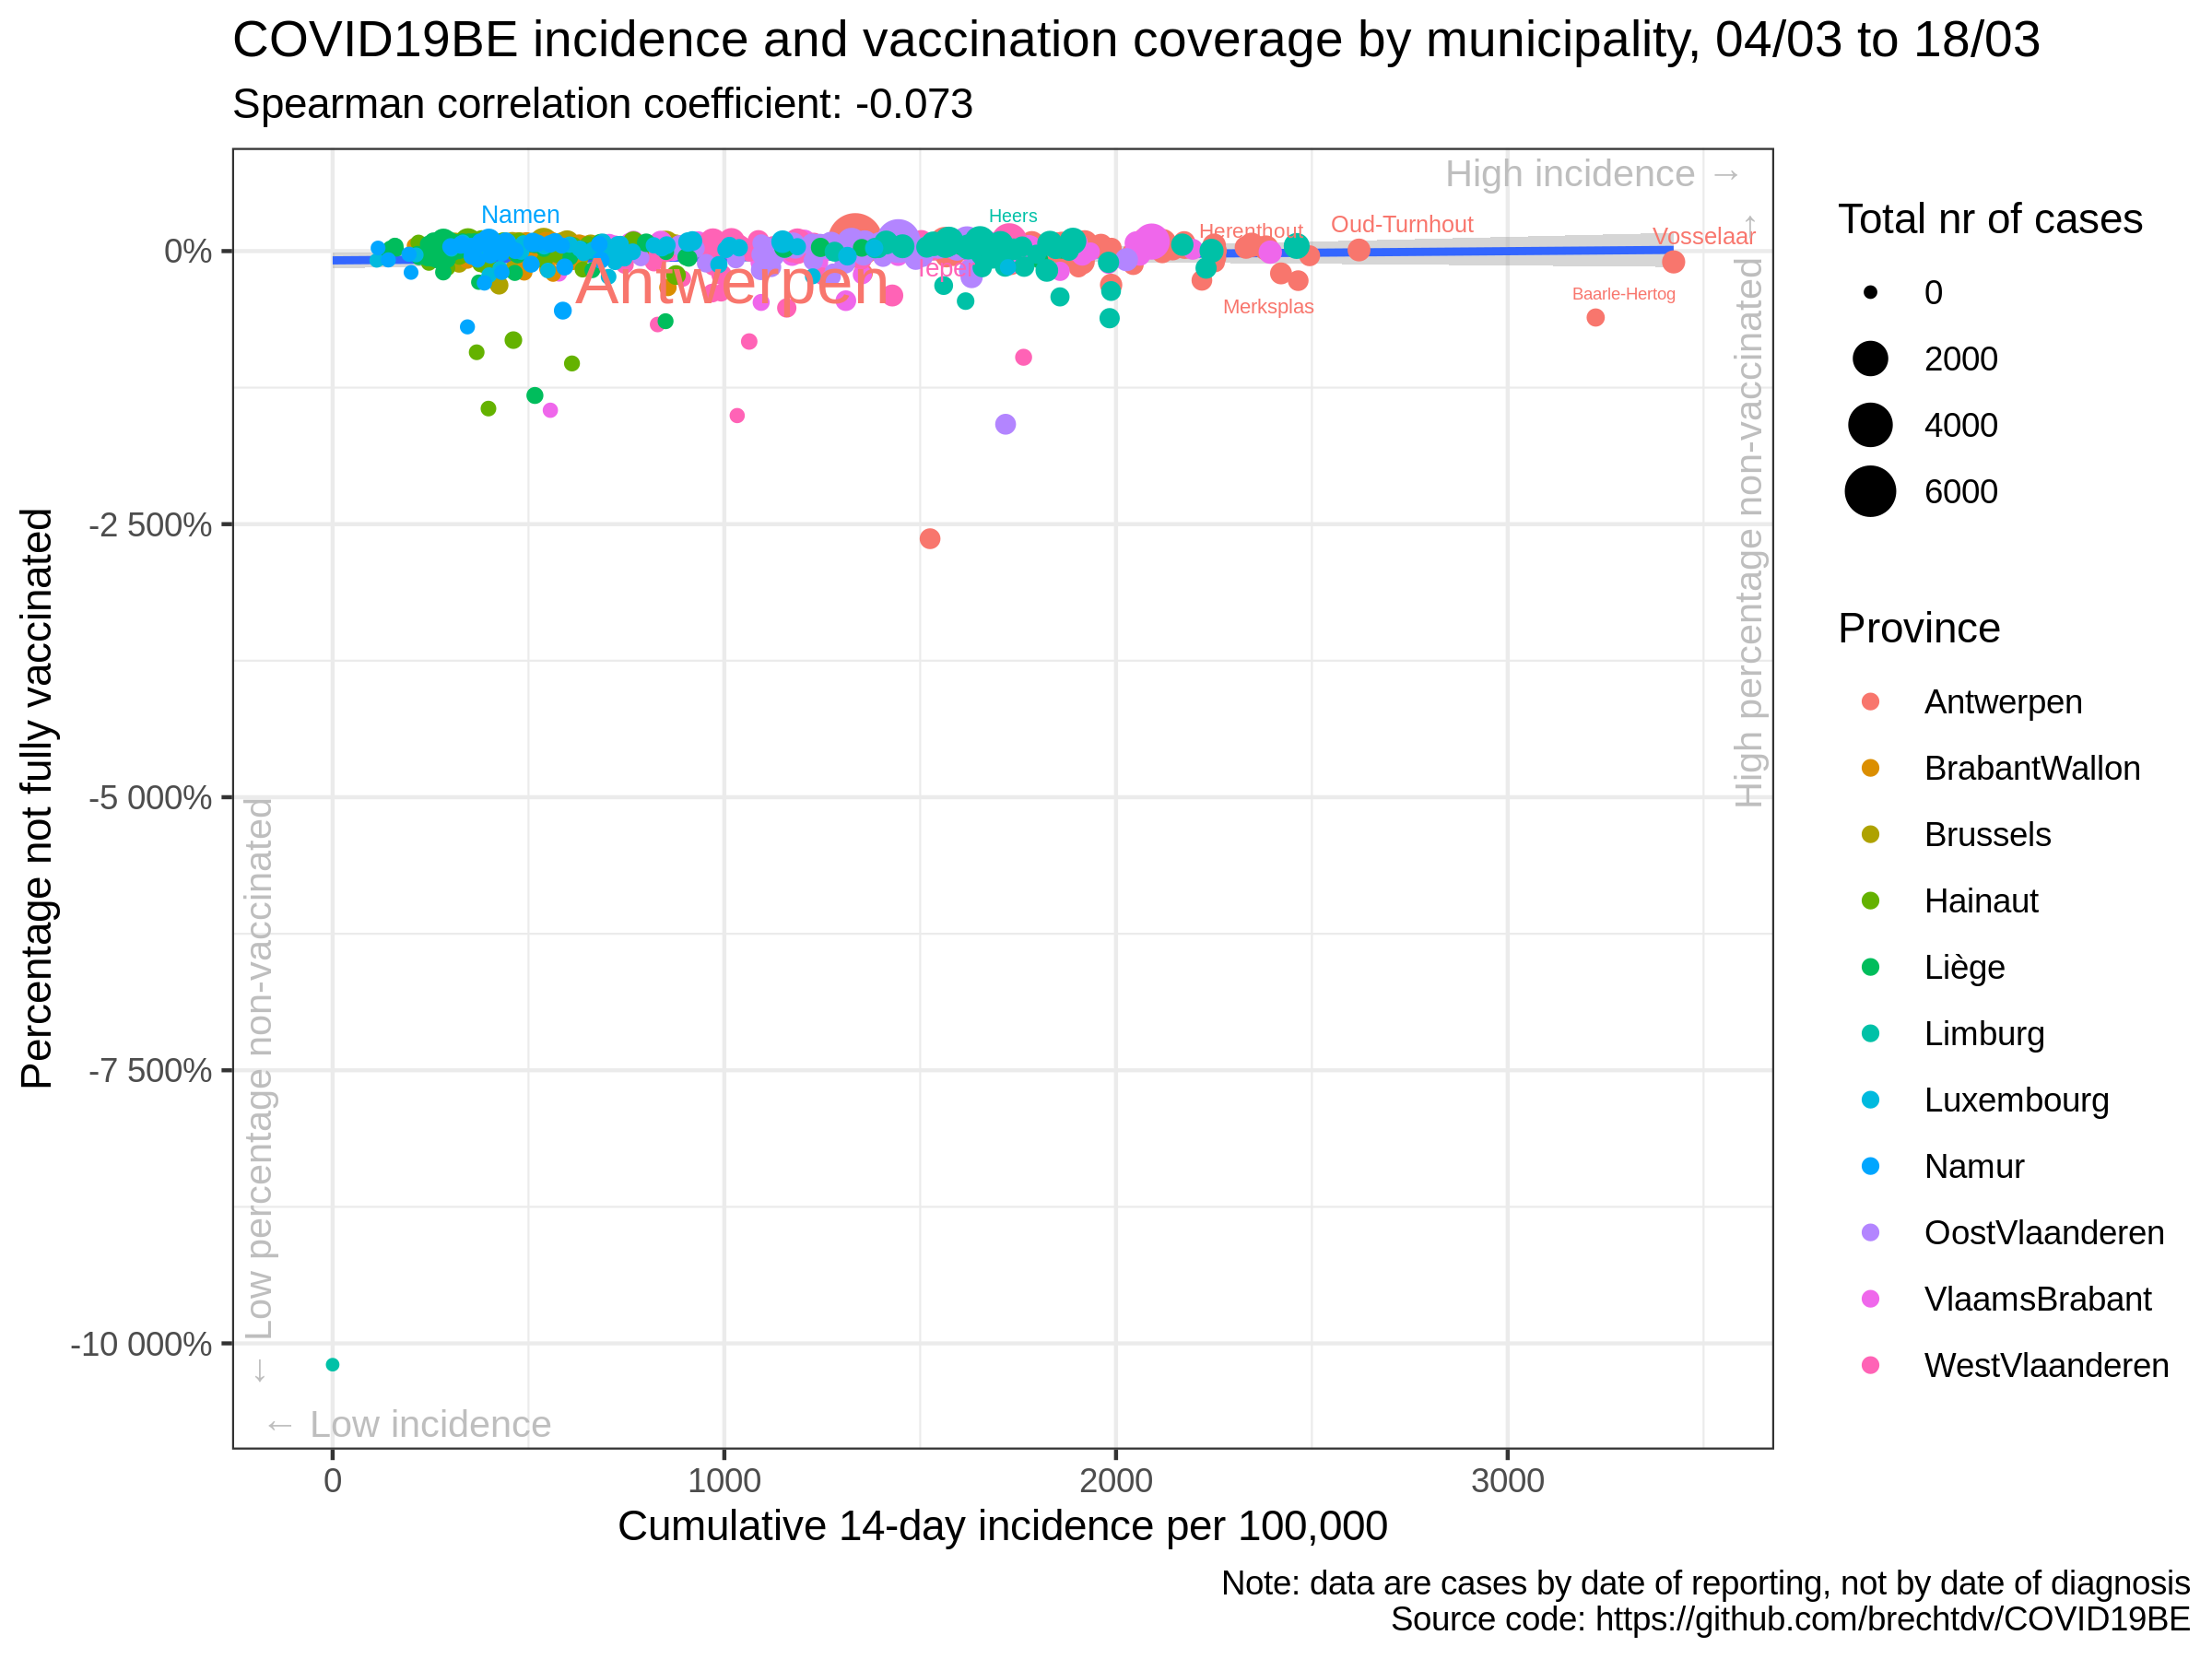 COVID19BE incidence and vaccination coverage by municipality, 04/03 to 18/03
Spearman correlation coefficient: -0.073
High incidence →
High percentage non-vaccinated →
Namen
Heers
Herenthout
Oud-Turnhout
Vosselaar
Antwerpen
Baarle-Hertog
Merksplas
0%
-2 500%
-5 000%
-7 500%
-10 000%
Percentage not fully vaccinated
← Low percentage non-vaccinated
← Low incidence
0
1000
2000
3000
Cumulative 14-day incidence per 100,000
Total nr of cases
0
2000
4000
6000
Province
Antwerpen
BrabantWallon
Brussels
Hainaut
Liège
Limburg
Luxembourg
Namur
OostVlaanderen
VlaamsBrabant
WestVlaanderen
Note: data are cases by date of reporting, not by date of diagnosis
Source code: https://github.com/brechtdv/COVID19BE